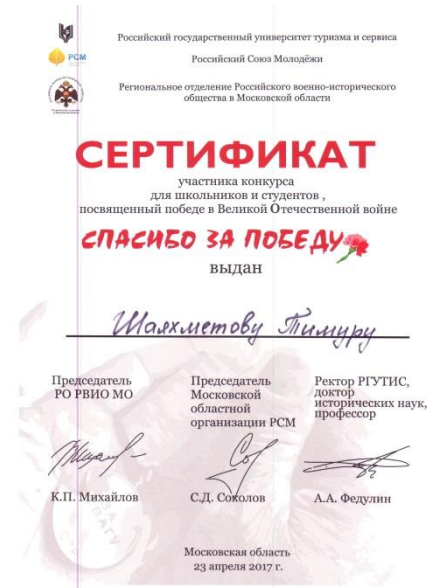 Российский государственный университет туризма и сервиса
РСМ
Российский Союз Молодёжи
Региональное отделение Российского военно-исторического
общества в Московской области
СЕРТИФИКАТ
участника конкурса
для школьников и студентов ,
посвященный победе в Великой Отечественной войне
СПАСИБО ЗА ПОБЕДУ
выдан
Шаяхметову Тимуру
Председатель
РО РВИО МО
К.П. Михайлов
Председатель
Московской
областной
организации РСМ
С.Д. Соколов
Ректор РГУТИС,
доктор
исторических наук,
профессор
А.А. Федулин
Московская область
23 апреля 2017 г.